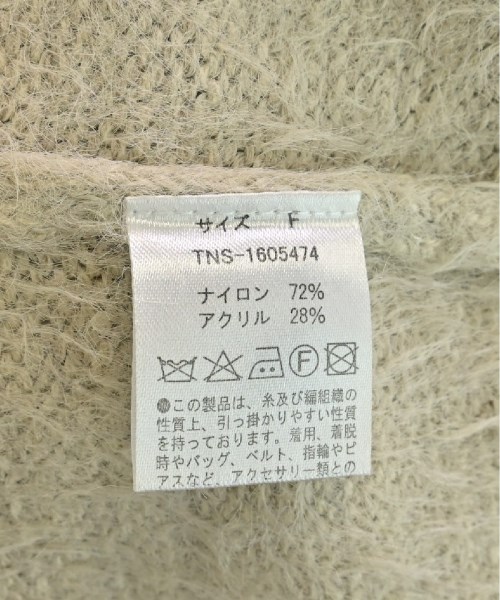 サイズ F
TNS-1605474
ナイロン 72%
アクリル 28%
F
この製品は、糸及び編組織の
性質上、引っ掛かりやすい性質
を持っております。着用、着脱
時やバッグ、ベルト、指輪やピ
アスなど、アクセサリー類との